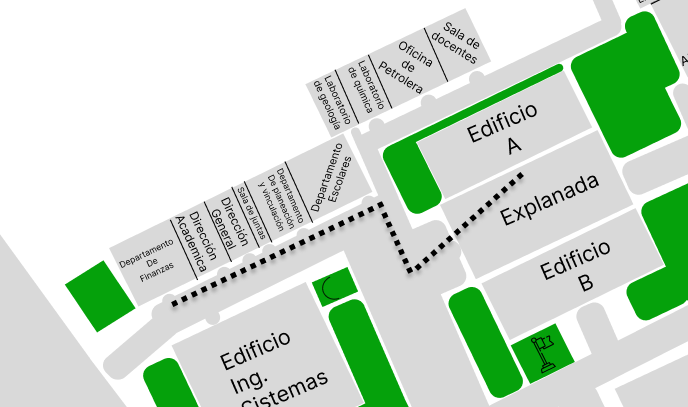 Sala de
docentes
Oficina
de
Petrolera
Laboratorio
de química
Laboratorio
de geología
Edificio
A
Departamento
Escolares
Departamento
De planeación
y vinculación
Sala de juntas
Dirección
General
Dirección
Academica
Departamento
De
Finanzas
Explanada
Edificio
B
Edificio
Ing.
Sistemas